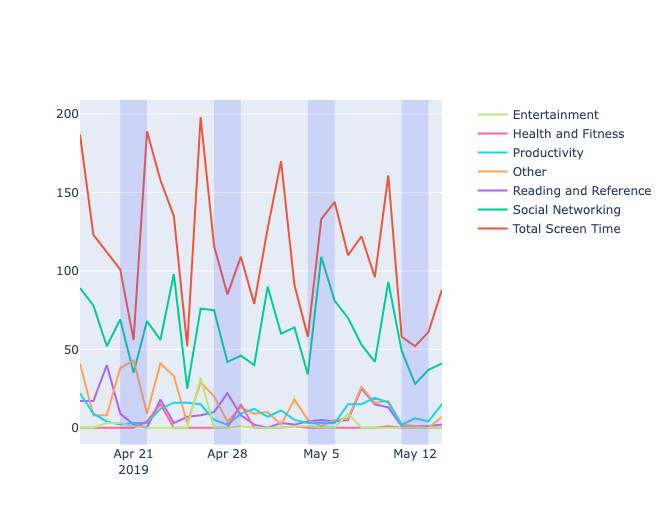 200
150
100
50
0
Apr 21
2019
Apr 28
May 5
May 12
Entertainment
Health and Fitness
Productivity
Other
Reading and Reference
Social Networking
Total Screen Time